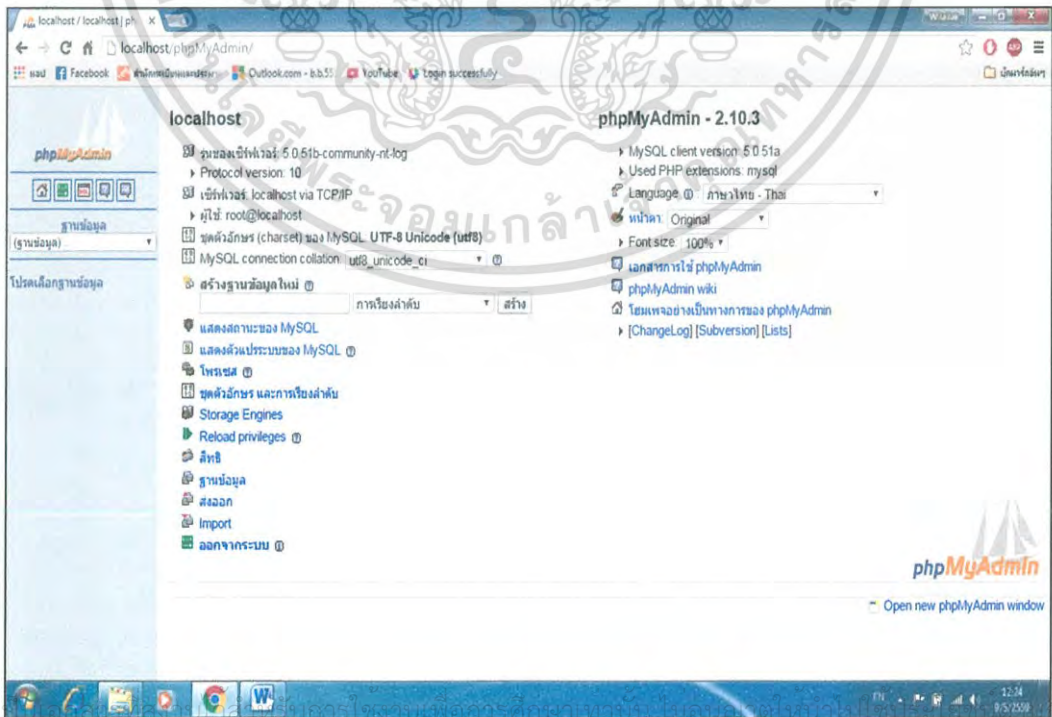 localhost / localhost | ph
localhost/phpMyAdmin/
แอป Facebook Outlook.com - b.b.55 YouTube Login successfully
localhost
รุ่นของเซิร์ฟเวอร์: 5.0.51b-community-nt-log
Protocol version: 10
เซิร์ฟเวอร์: localhost via TCP/IP
ผู้ใช้: root@localhost
ชุดตัวอักษร (charset) ของ MySQL: UTF-8 Unicode (utf8)
MySQL connection collation: utf8_unicode_ci
สร้างฐานข้อมูลใหม่
การเรียงลำดับ สร้าง
แสดงสถานะของ MySQL
แสดงตัวแปรระบบของ MySQL
โพรเซส
ชุดตัวอักษร และการเรียงลำดับ
Storage Engines
Reload privileges
สิทธิ
ฐานข้อมูล
ส่งออก
Import
ออกจากระบบ
phpMyAdmin - 2.10.3
MySQL client version: 5.0.51a
Used PHP extensions: mysql
Language ภาษาไทย - Thai
หน้าตา: Original
Font size: 100%
เอกสารการใช้ phpMyAdmin
phpMyAdmin wiki
โฮมเพจอย่างเป็นทางการของ phpMyAdmin
[ChangeLog] [Subversion] [Lists]
phpMyAdmin
ฐานข้อมูล
(ฐานข้อมูล)
โปรดเลือกฐานข้อมูล
phpMyAdmin
Open new phpMyAdmin window
12:24
9/5/2559